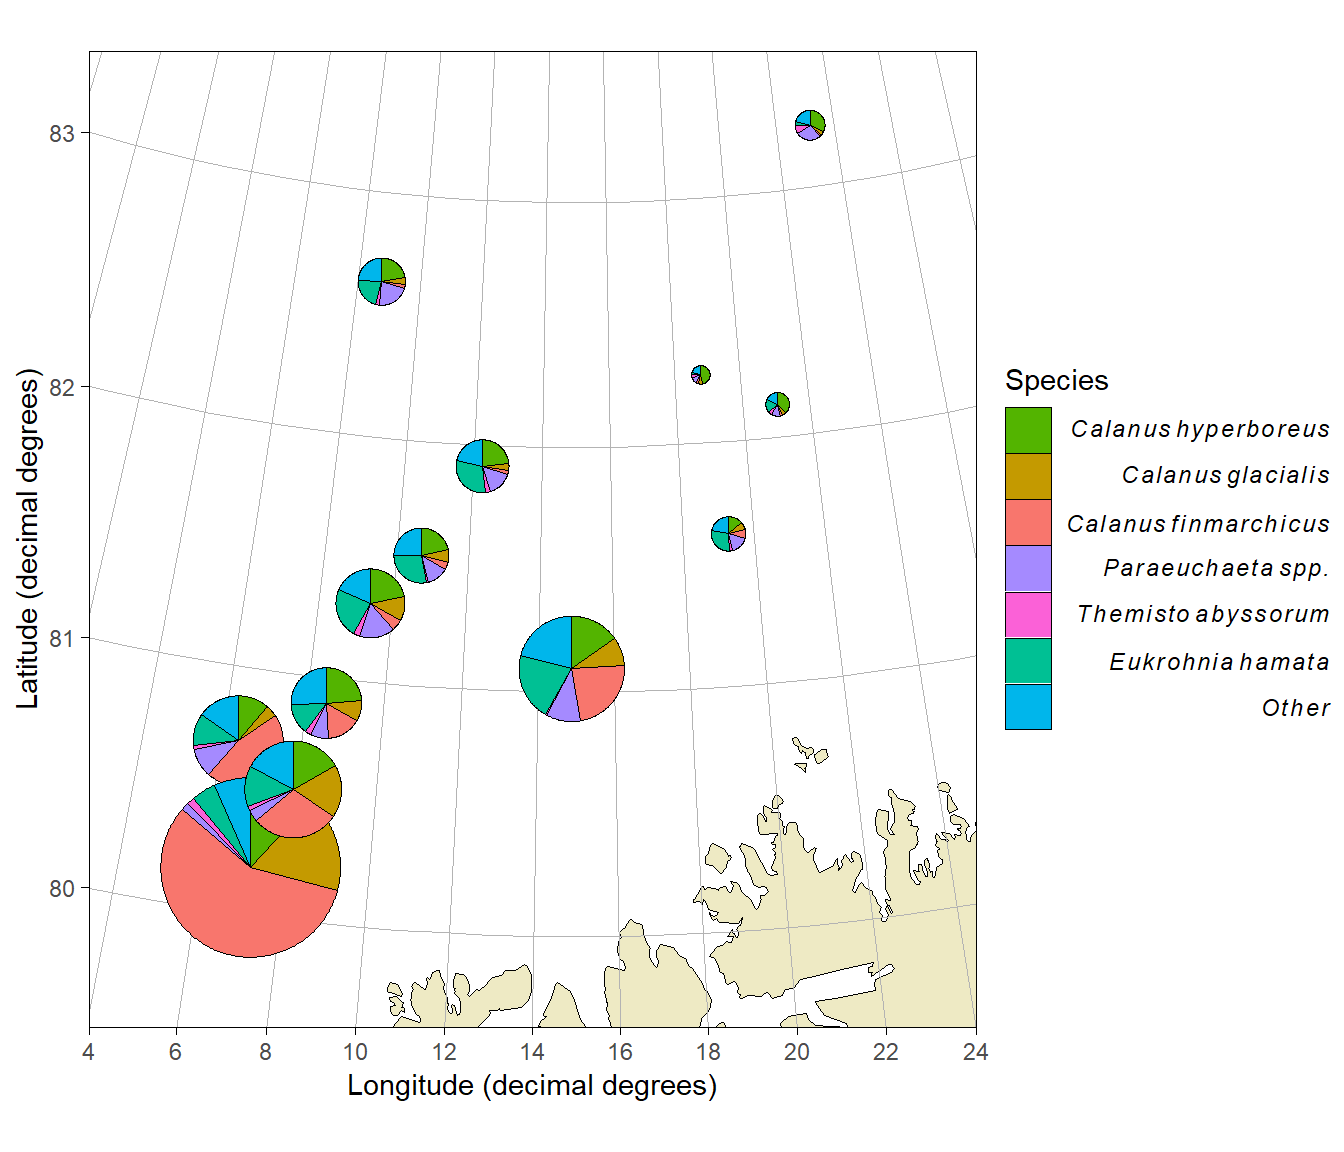 83
82
81
80
Latitude (decimal degrees)
4 6 8 10 12 14 16 18 20 22 24
Longitude (decimal degrees)
Species
Calanus hyperboreus
Calanus glacialis
Calanus finmarchicus
Paraeuchaeta spp.
Themisto abyssorum
Eukrohnia hamata
Other